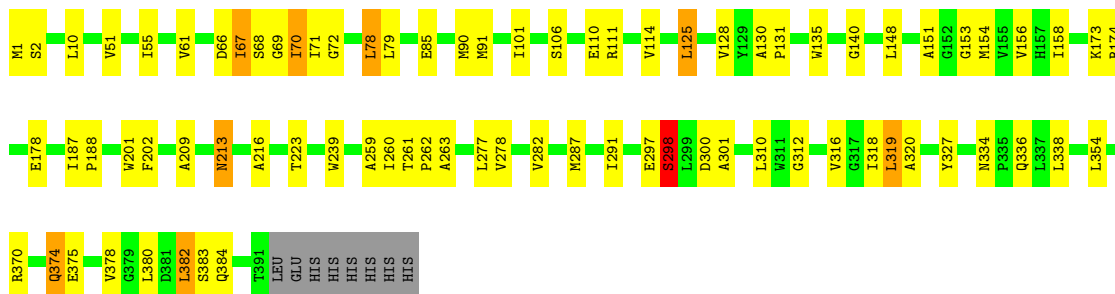 M1 S2 L10 V51 I55 V61 D66 I67 S68 G69 I70 I71 G72 L78 L79 E85 M90 M91 I101 S106 E110 R111 V114 L125 V128 Y129 A130 P131 W135 G140 L148 A151 G152 G153 M154 V155 V156 H157 I158 K173 P174
E178 I187 P188 W201 F202 A209 N213 A216 T223 W239 A259 I260 T261 P262 A263 L277 V278 V282 M287 I291 E297 S298 L299 D300 A301 L310 W311 G312 V316 G317 I318 L319 A320 Y327 N334 P335 Q336 L337 L338 L354
R370 Q374 E375 V378 G379 L380 D381 L382 S383 Q384 T391 LEU GLU HIS HIS HIS HIS HIS HIS